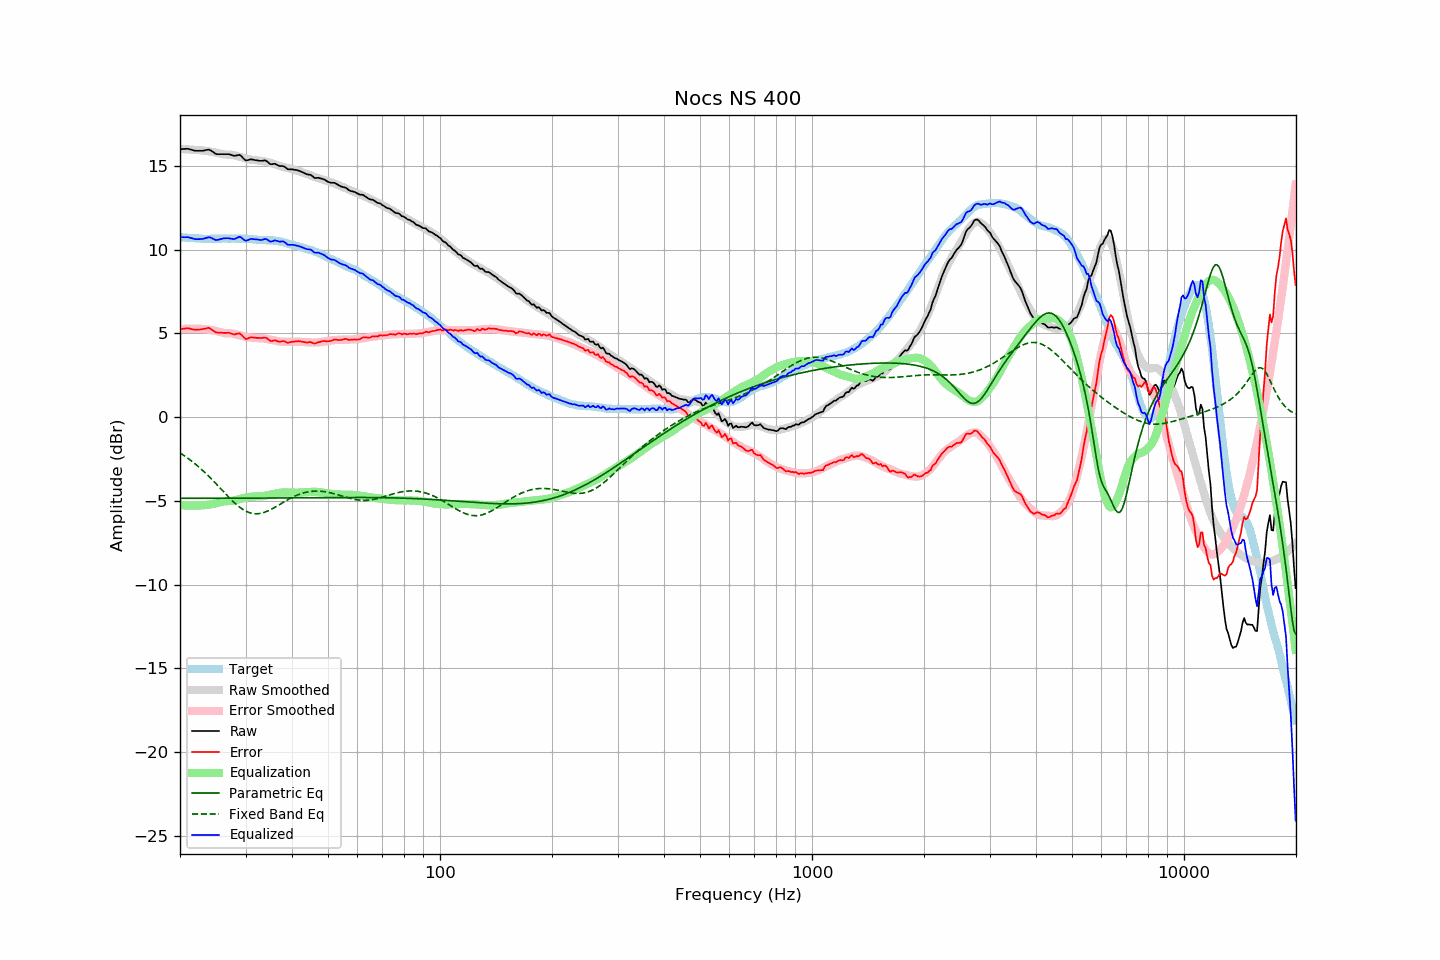 Nocs NS 400
15
10
5
0
−5
−10
−15
−20
−25
Amplitude (dBr)
Target
Raw Smoothed
Error Smoothed
Raw
Error
Equalization
Parametric Eq
Fixed Band Eq
Equalized
100
1000
10000
Frequency (Hz)